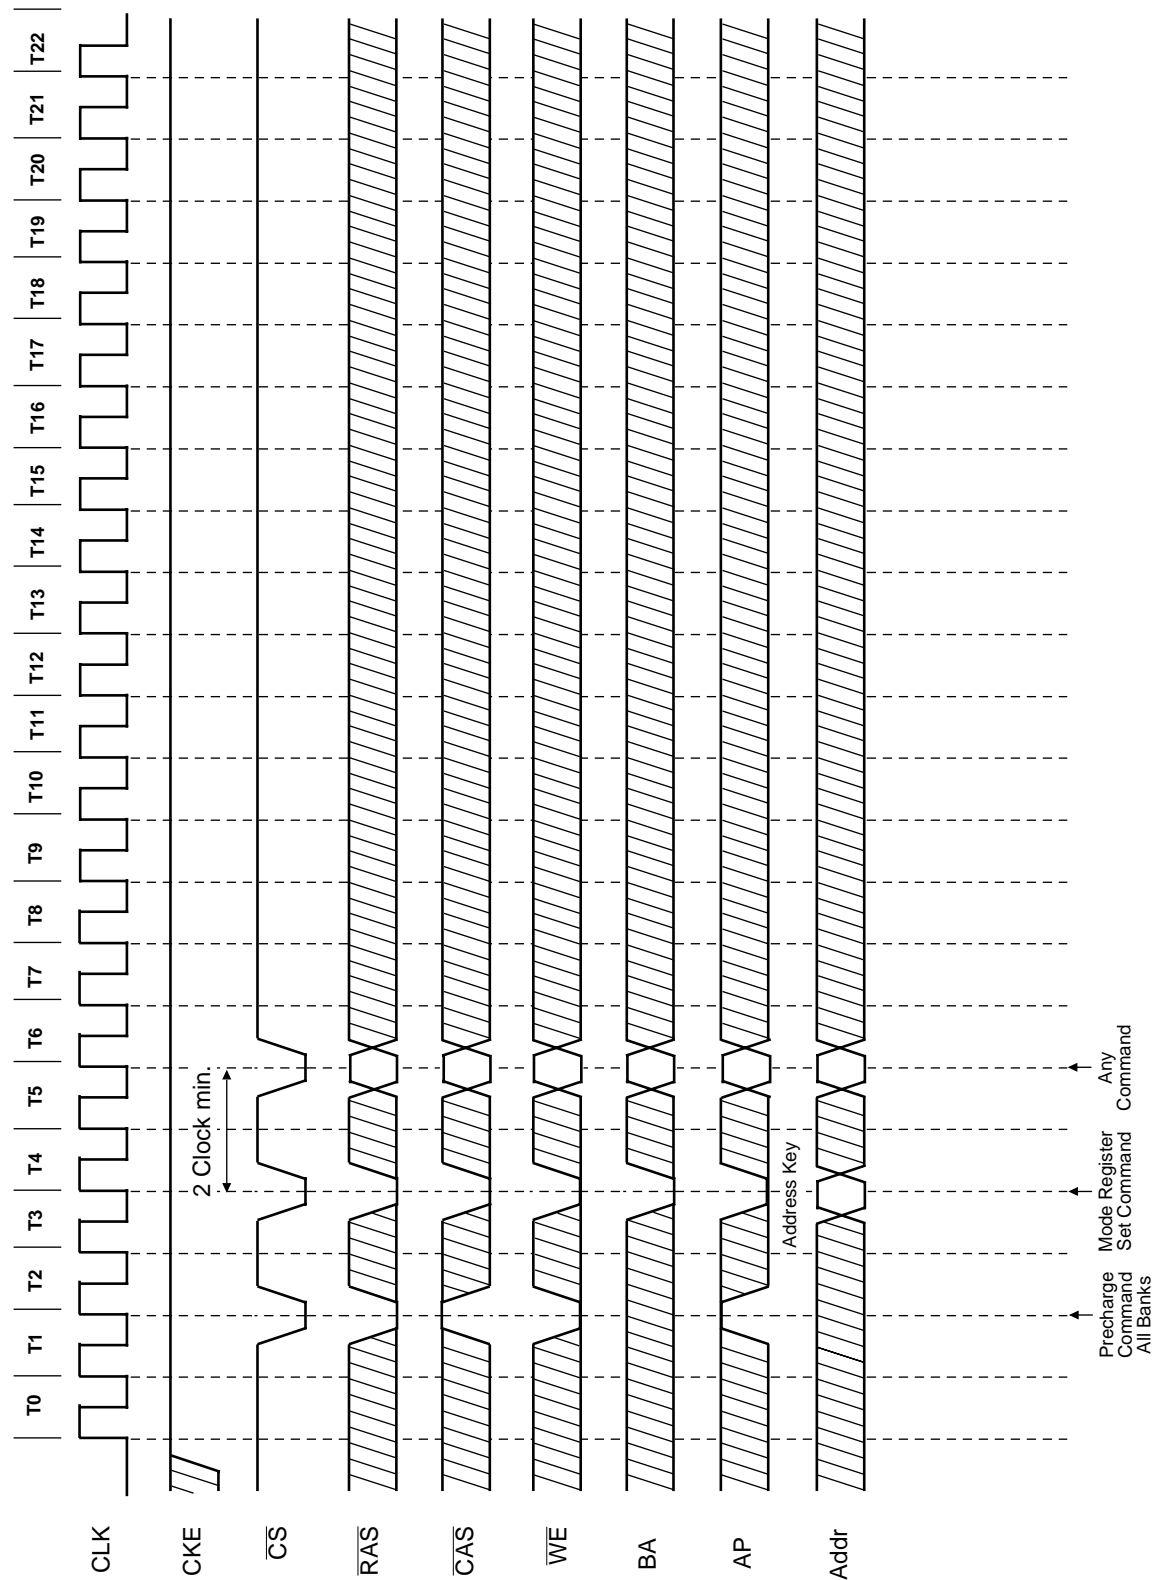 T0 T1 T2 T3 T4 T5 T6 T7 T8 T9 T10 T11 T12 T13 T14 T15 T16 T17 T18 T19 T20 T21 T22
CLK
CKE
2 Clock min.
CS
RAS
CAS
WE
BA
AP
Address Key
Addr
Precharge
Command
All Banks
Mode Register
Set Command
Any
Command